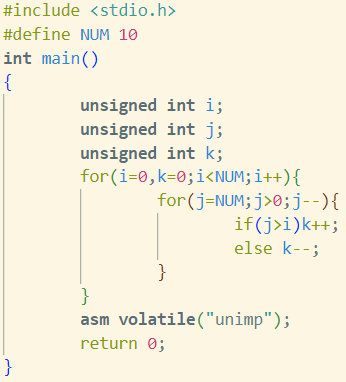 #include <stdio.h>
#define NUM 10
int main()
{
        unsigned int i;
        unsigned int j;
        unsigned int k;
        for(i=0,k=0;i<NUM;i++){
                for(j=NUM;j>0;j--){
                        if(j>i)k++;
                        else k--;
                }
        }
        asm volatile("unimp");
        return 0;
}